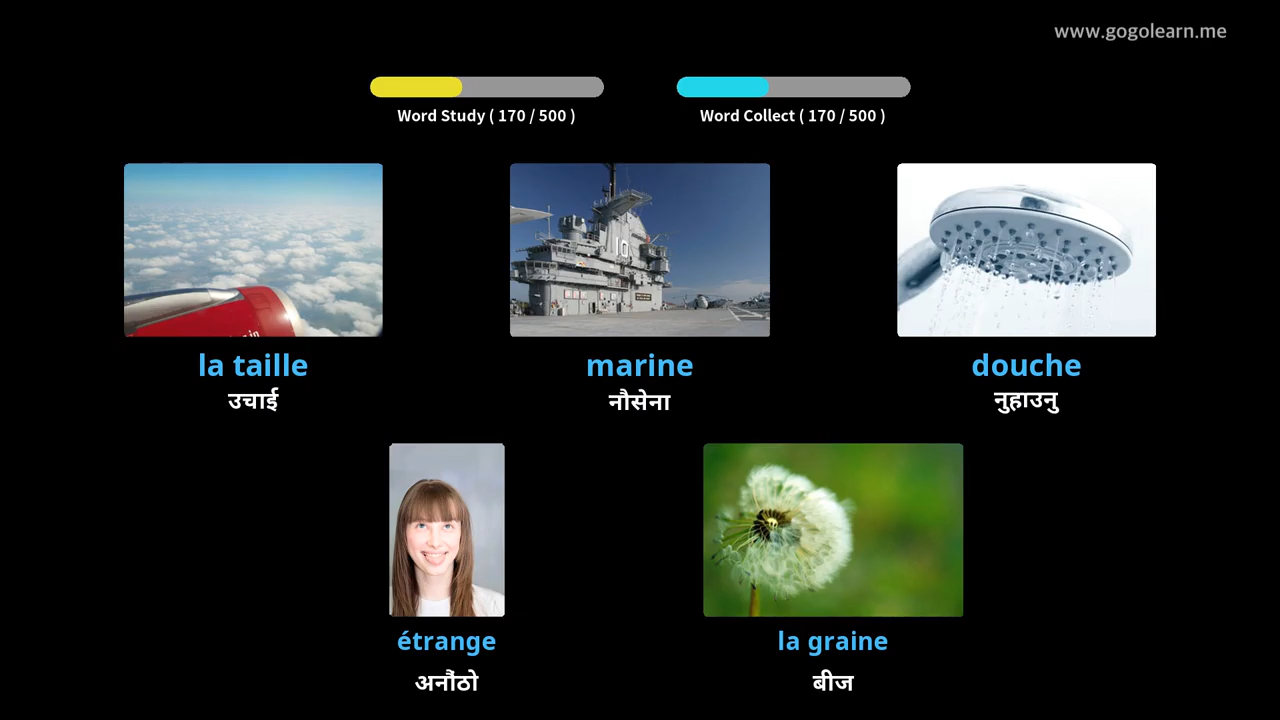 www.gogolearn.me
Word Study ( 170 / 500 )
Word Collect ( 170 / 500 )
la taille
उचाई
marine
नौसेना
douche
नुहाउनु
étrange
अनौंठो
la graine
बीज